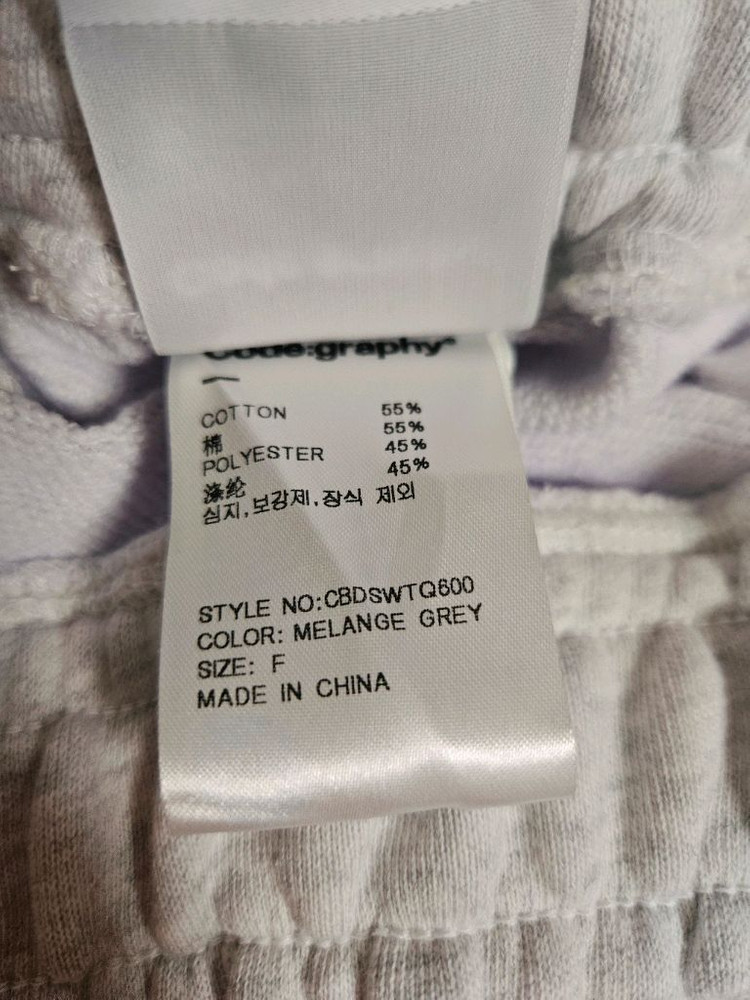 Code:graphy
COTTON 55%
棉 55%
POLYESTER 45%
涤纶 45%
심지,보강제,장식 제외
STYLE NO:CBDSWTQ600
COLOR: MELANGE GREY
SIZE: F
MADE IN CHINA